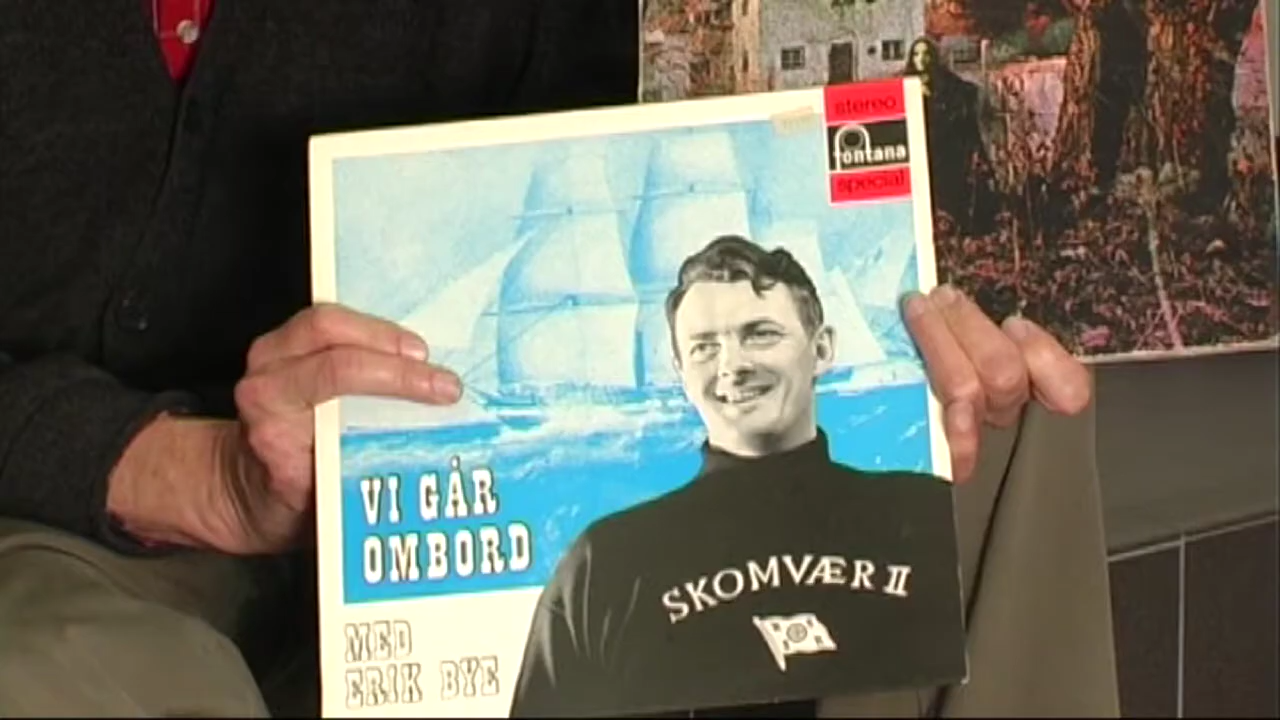 stereo
fontana
special
VI GÅR
OMBORD
SKOMVÆR II
MED
ERIK BYE